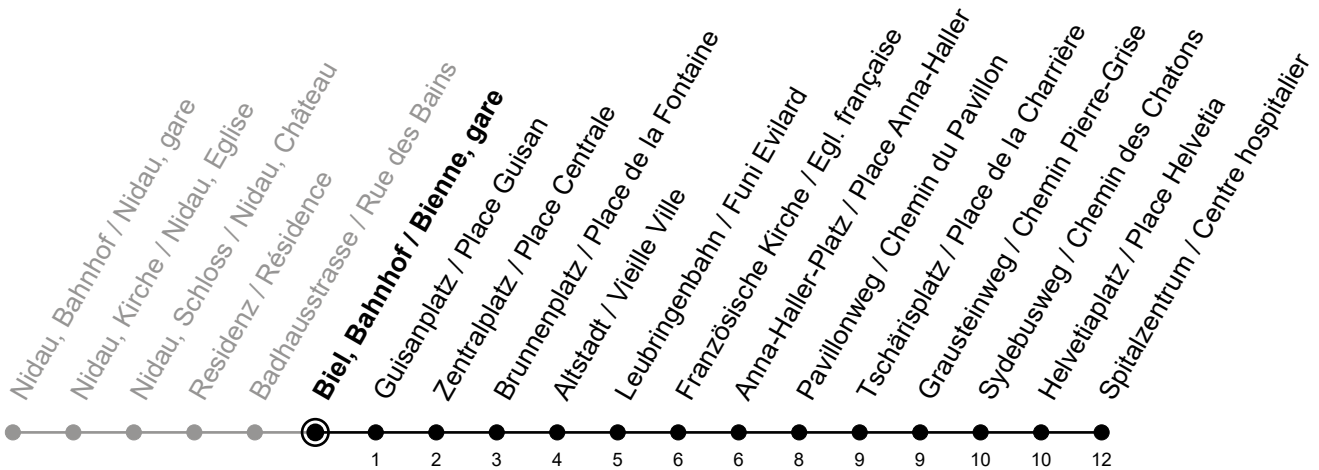 Nidau, Bahnhof / Nidau, gare
Nidau, Kirche / Nidau, Eglise
Nidau, Schloss / Nidau, Château
Residenz / Résidence
Badhausstrasse / Rue des Bains
Biel, Bahnhof / Bienne, gare
Guisanplatz / Place Guisan
Zentralplatz / Place Centrale
Brunnenplatz / Place de la Fontaine
Altstadt / Vieille Ville
Leubringenbahn / Funi Evilard
Französische Kirche / Egl. française
Anna-Haller-Platz / Place Anna-Haller
Pavillonweg / Chemin du Pavillon
Tschärisplatz / Place de la Charrière
Grausteinweg / Chemin Pierre-Grise
Sydebusweg / Chemin des Chatons
Helvetiaplatz / Place Helvetia
Spitalzentrum / Centre hospitalier
1 2 3 4 5 6 6 8 9 9 10 10 12